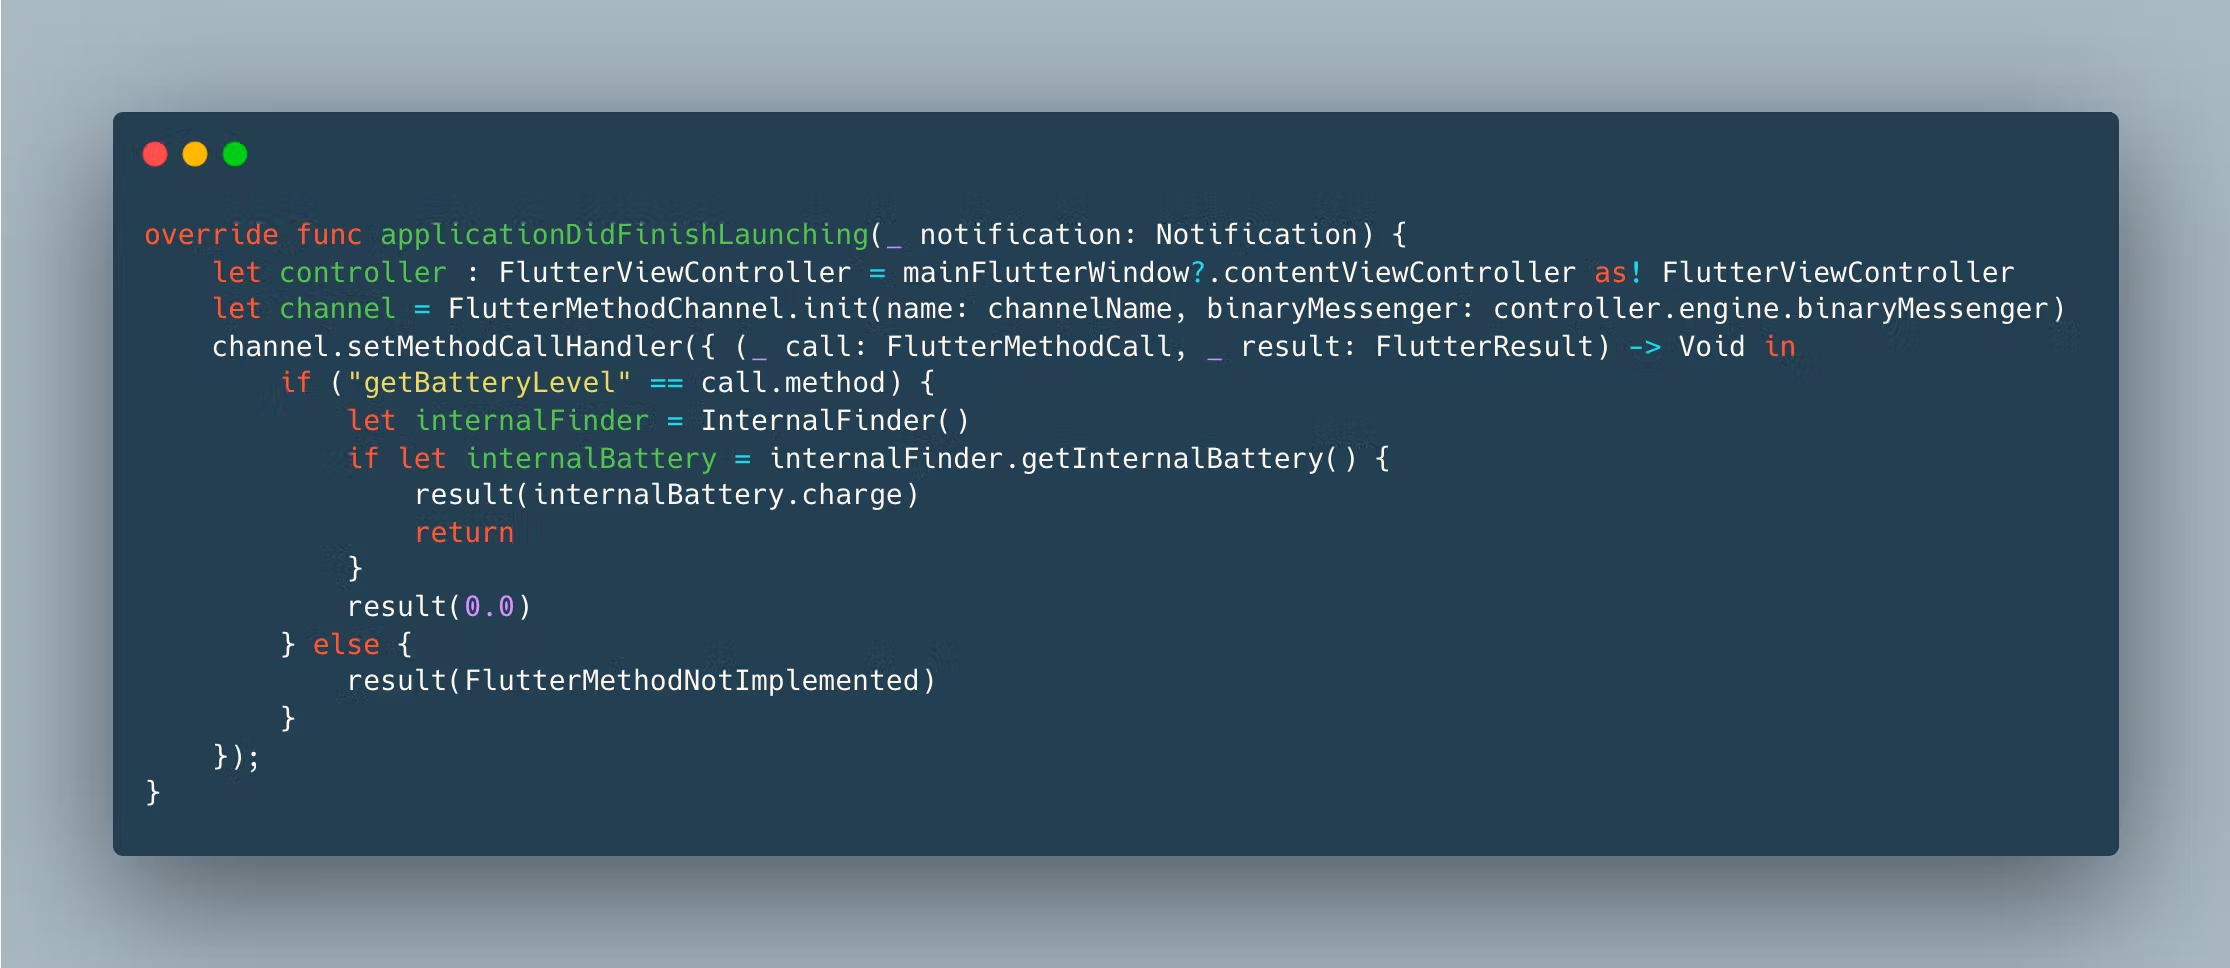 override func applicationDidFinishLaunching(_ notification: Notification) {
    let controller : FlutterViewController = mainFlutterWindow?.contentViewController as! FlutterViewController
    let channel = FlutterMethodChannel.init(name: channelName, binaryMessenger: controller.engine.binaryMessenger)
    channel.setMethodCallHandler({ (_ call: FlutterMethodCall, _ result: FlutterResult) -> Void in
        if ("getBatteryLevel" == call.method) {
            let internalFinder = InternalFinder()
            if let internalBattery = internalFinder.getInternalBattery() {
                result(internalBattery.charge)
                return
            }
            result(0.0)
        } else {
            result(FlutterMethodNotImplemented)
        }
    });
}